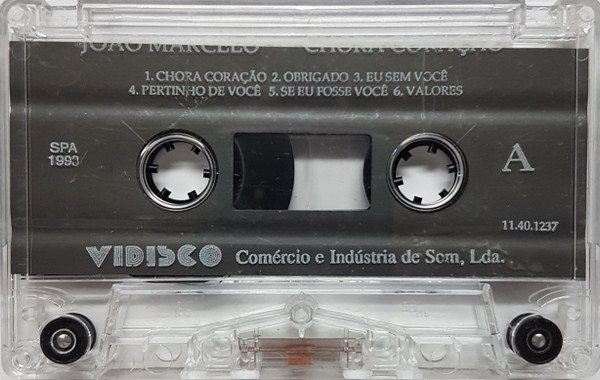 JOÃO MARCELO CHORA CORAÇÃO
1. CHORA CORAÇÃO 2. OBRIGADO 3. EU SEM VOCÊ
4. PERTINHO DE VOCÊ 5. SE EU FOSSE VOCÊ 6. VALORES
SPA
1993
A
11.40.1237
VIDISCO Comércio e Indústria de Som, Lda.